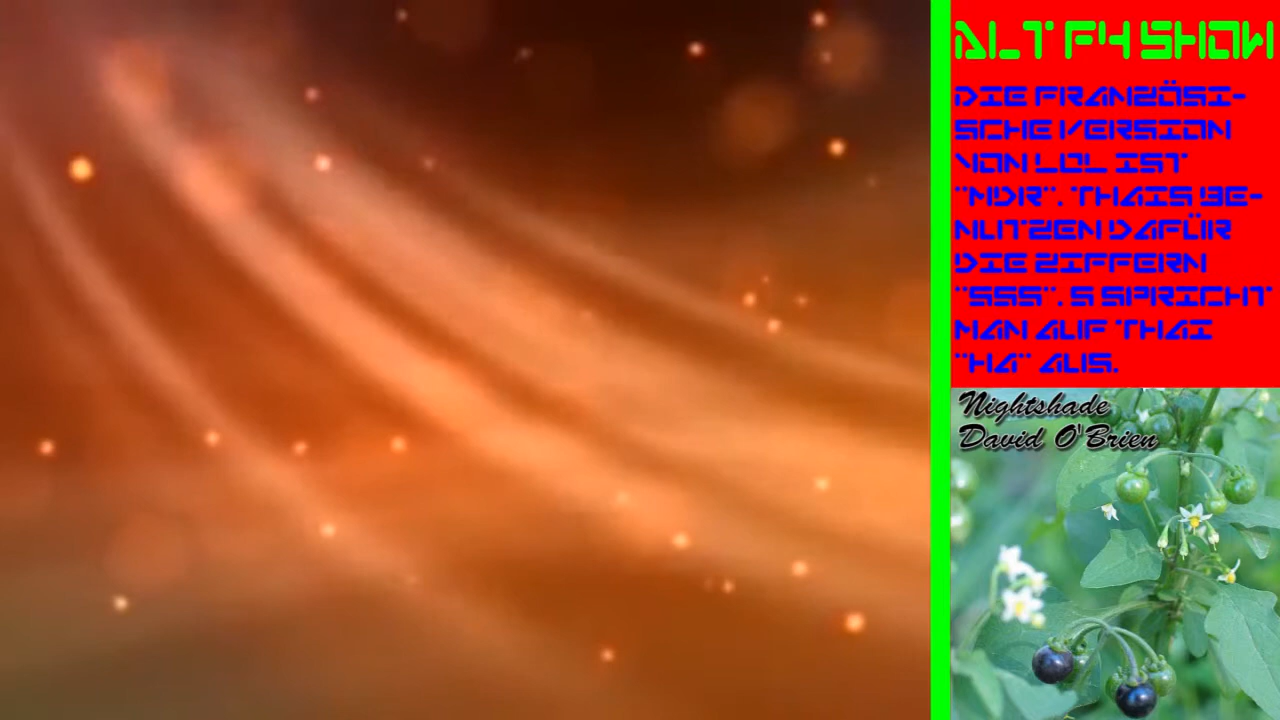 ALT F4 SHOW
DIE FRANZÖSI-
SCHE VERSION
VON LOL IST
"MDR". THAIS BE-
NUTZEN DAFÜR
DIE ZIFFERN
"555". 5 SPRICHT
MAN AUF THAI
"HA" AUS.
Nightshade
David O'Brien